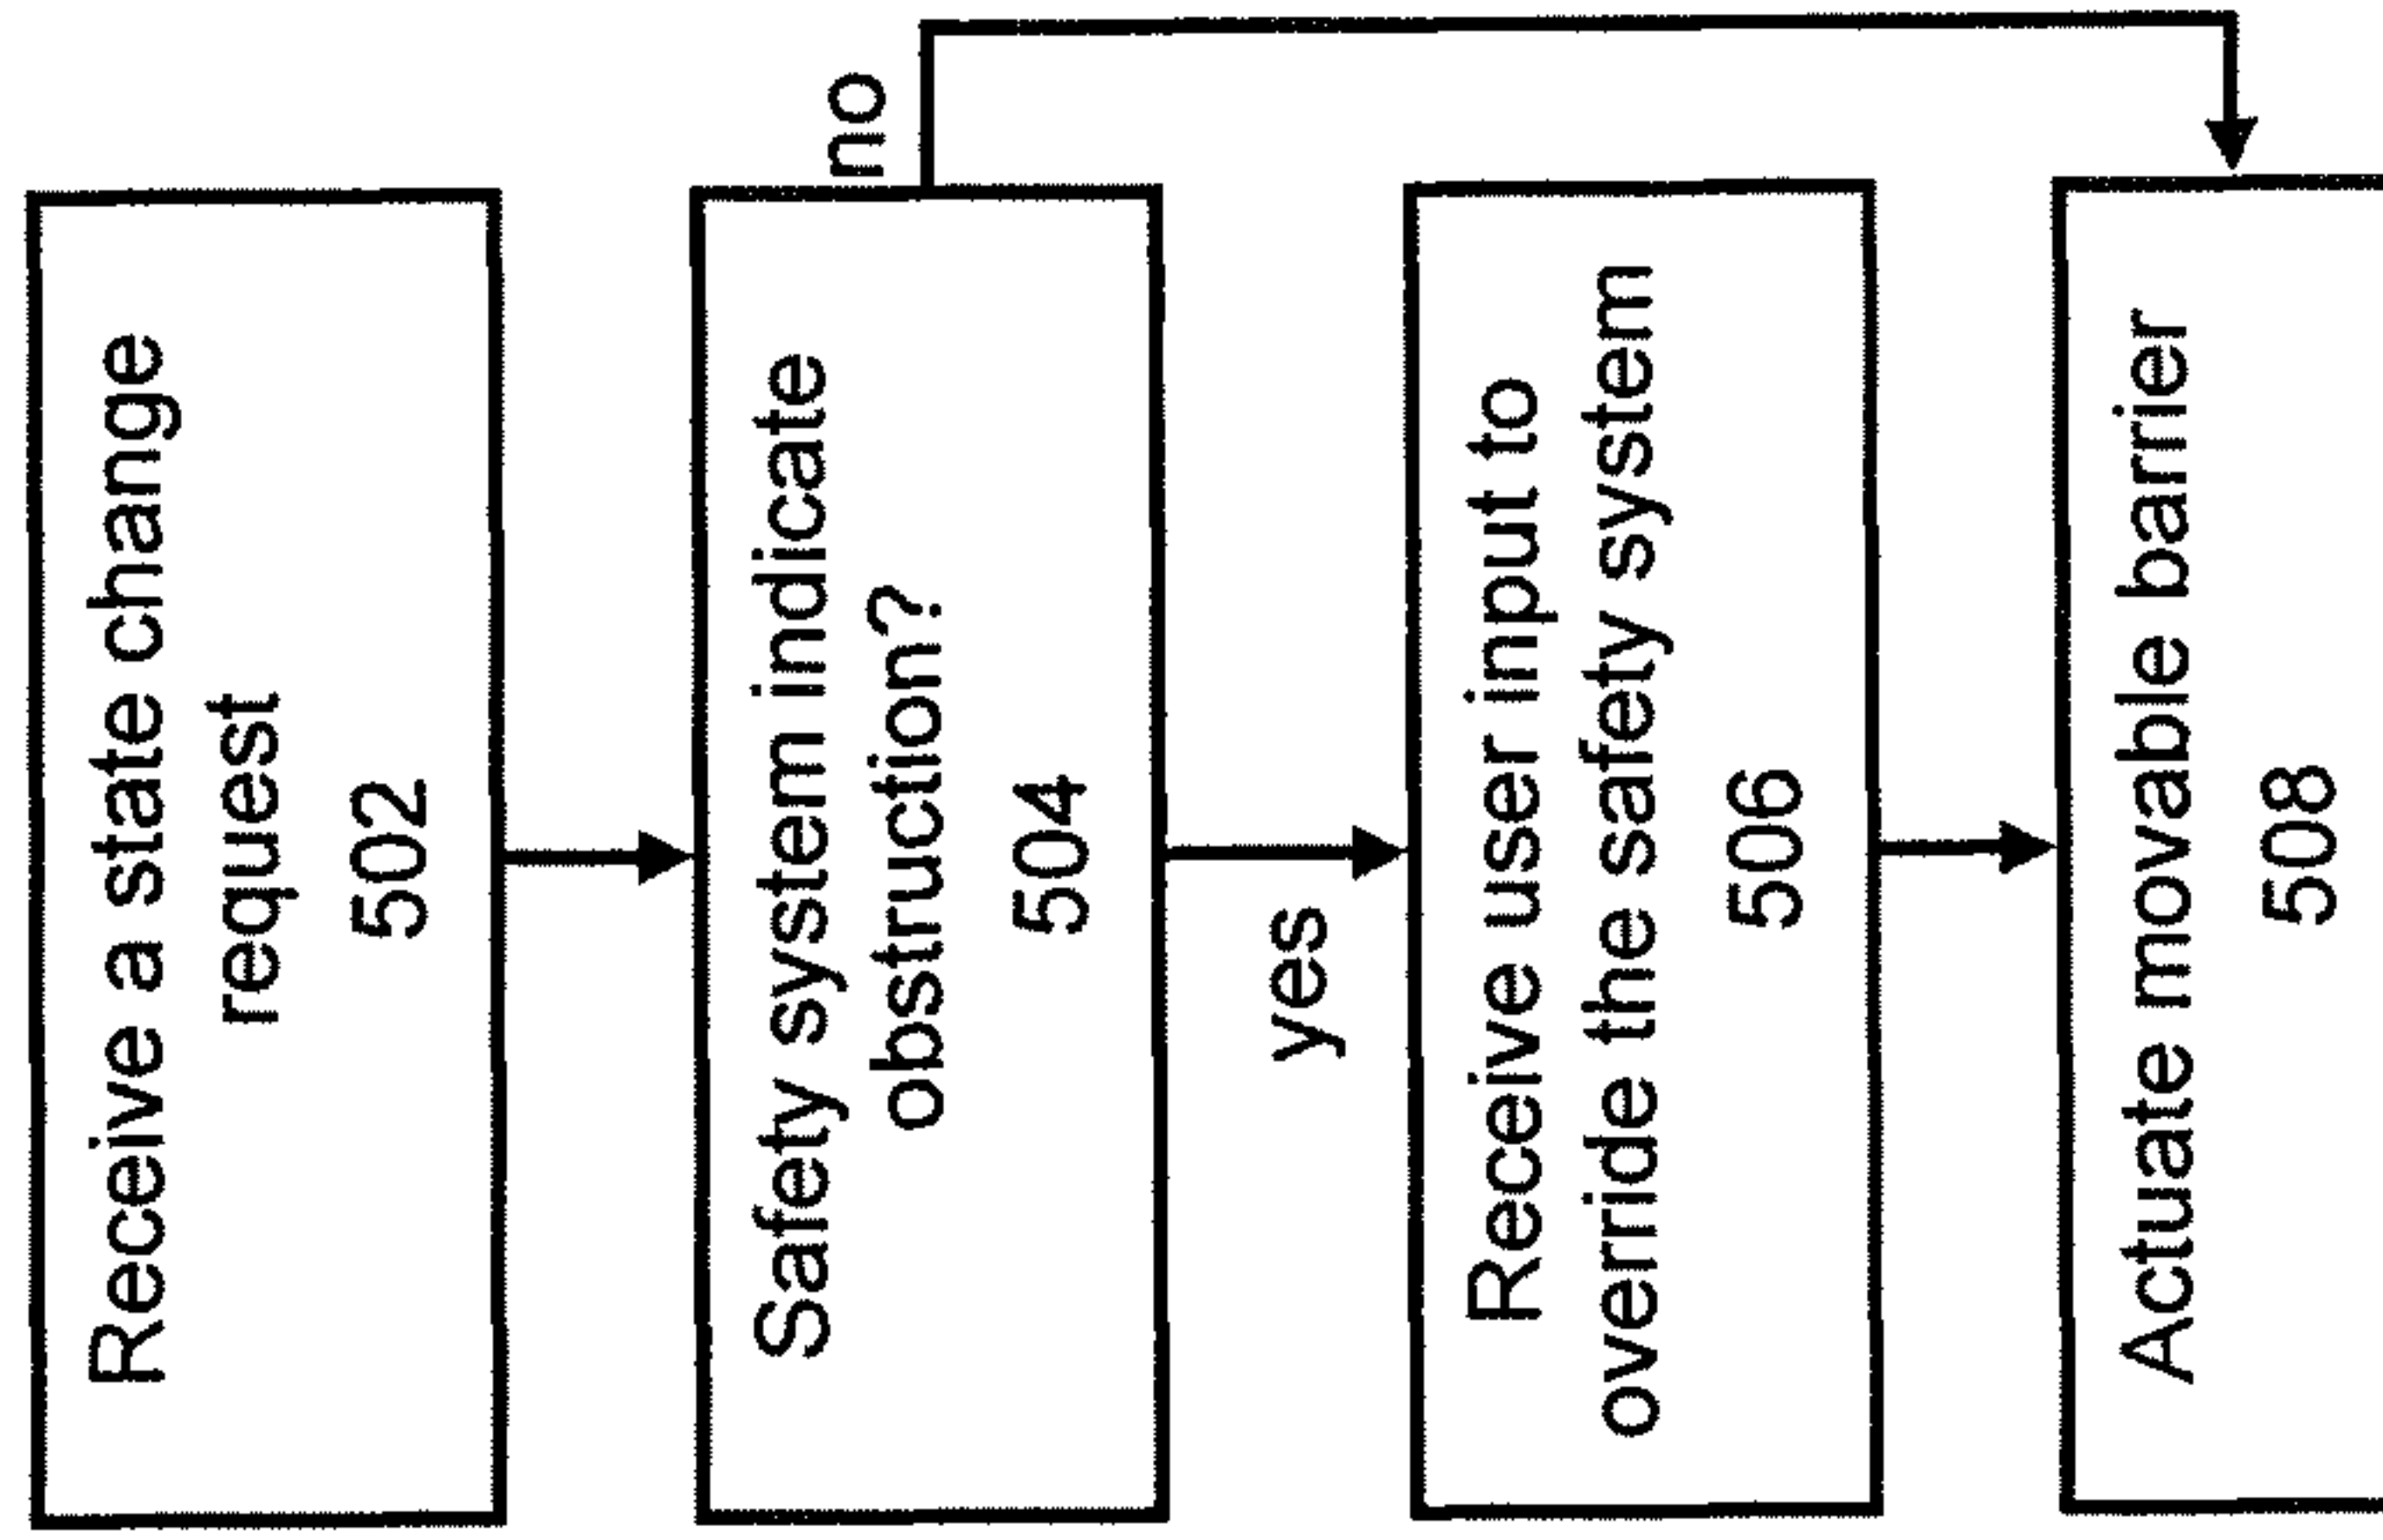 Receive a state change
request
502
Safety system indicate
obstruction?
504
no
yes
Receive user input to
override the safety system
506
Actuate movable barrier
508